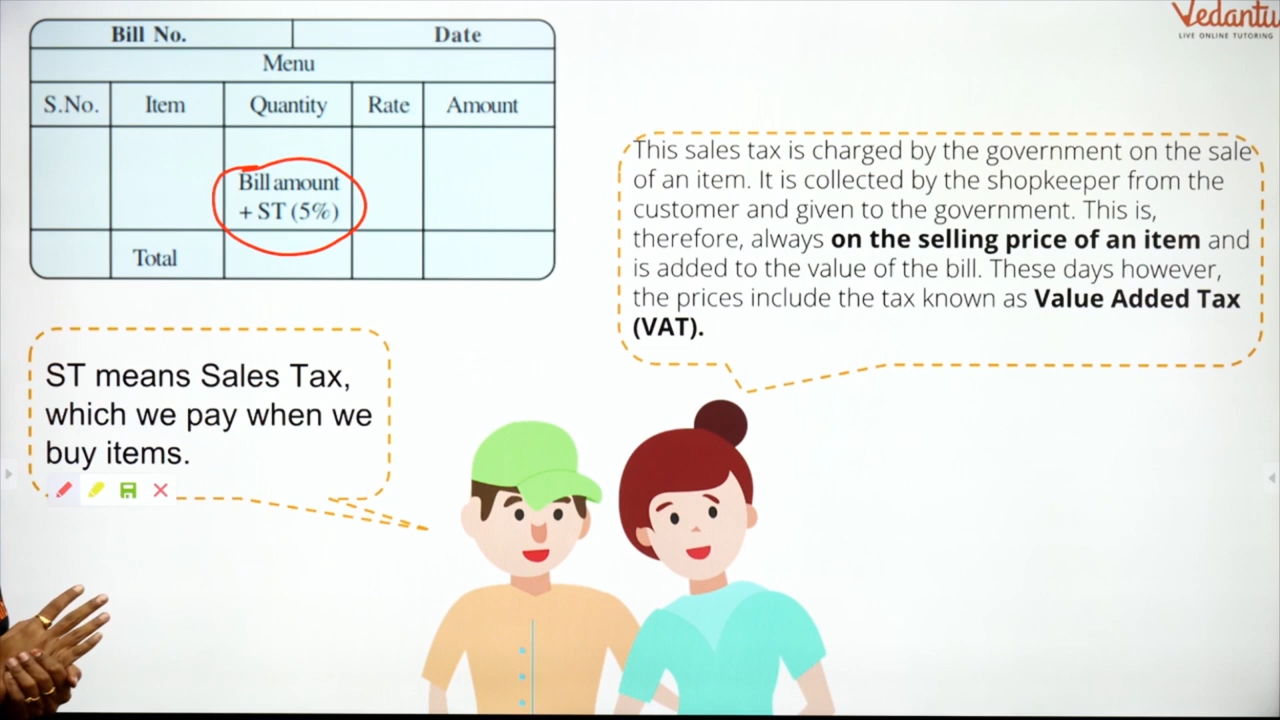 Vedantu
LIVE ONLINE TUTORING
Bill No. Date
Menu
S.No. Item Quantity Rate Amount
Bill amount
+ ST (5%)
Total
This sales tax is charged by the government on the sale
of an item. It is collected by the shopkeeper from the
customer and given to the government. This is,
therefore, always on the selling price of an item and
is added to the value of the bill. These days however,
the prices include the tax known as Value Added Tax
(VAT).
ST means Sales Tax,
which we pay when we
buy items.